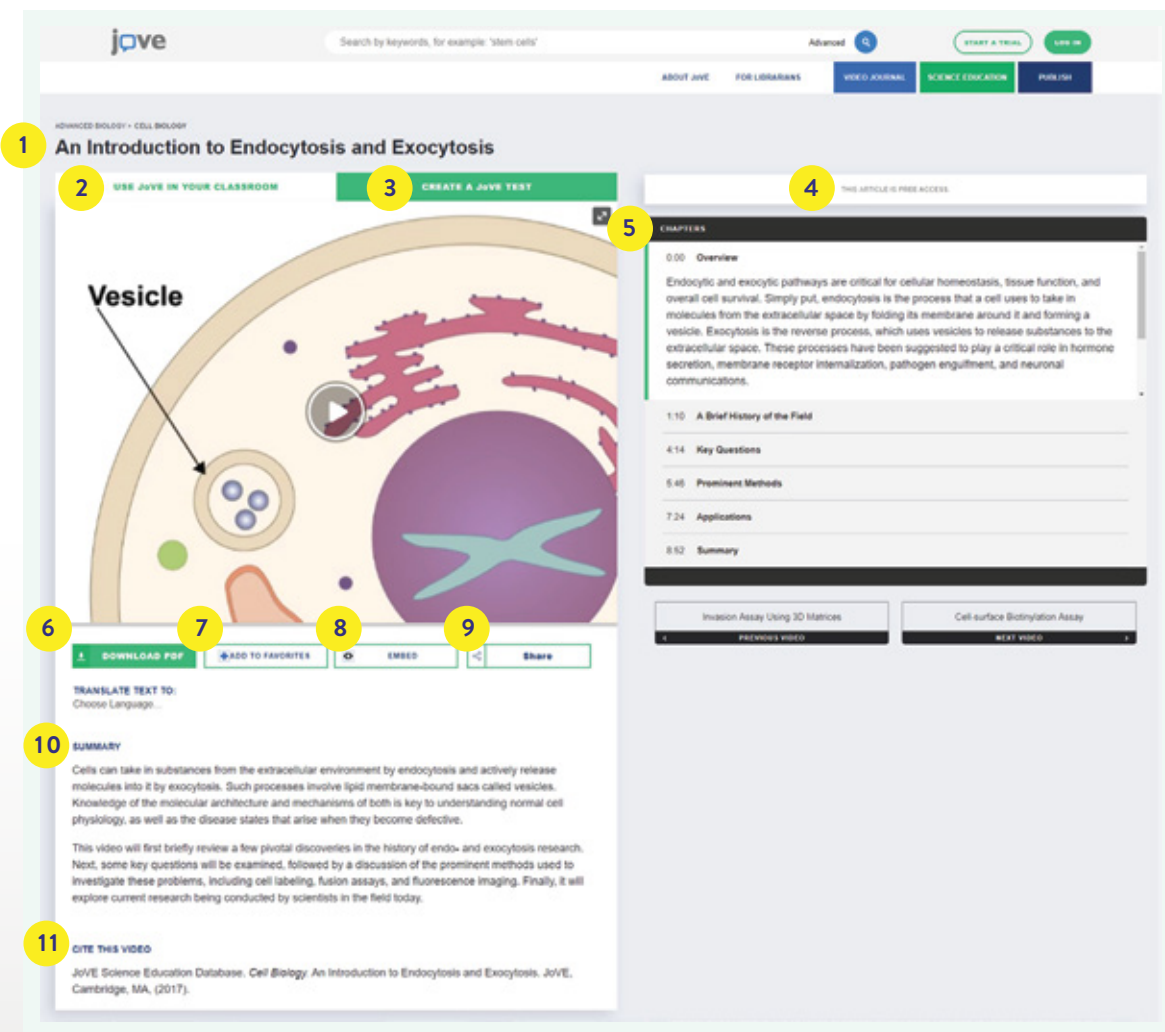 jove
Search by keywords, for example: 'stem cells'
Advanced
START A TRIAL
LOG IN
ABOUT JoVE
FOR LIBRARIANS
VIDEO JOURNAL
SCIENCE EDUCATION
PUBLISH
ADVANCED BIOLOGY > CELL BIOLOGY
1
An Introduction to Endocytosis and Exocytosis
2
USE JoVE IN YOUR CLASSROOM
3
CREATE A JoVE TEST
Vesicle
4
THIS ARTICLE IS FREE ACCESS.
5
CHAPTERS
0:00 Overview
Endocytic and exocytic pathways are critical for cellular homeostasis, tissue function, and
overall cell survival. Simply put, endocytosis is the process that a cell uses to take in
molecules from the extracellular space by folding its membrane around it and forming a
vesicle. Exocytosis is the reverse process, which uses vesicles to release substances to the
extracellular space. These processes have been suggested to play a critical role in hormone
secretion, membrane receptor internalization, pathogen engulfment, and neuronal
communications.
1:10 A Brief History of the Field
4:14 Key Questions
5:46 Prominent Methods
7:24 Applications
8:52 Summary
Invasion Assay Using 3D Matrices
PREVIOUS VIDEO
Cell-surface Biotinylation Assay
NEXT VIDEO
6
DOWNLOAD PDF
7
ADD TO FAVORITES
8
EMBED
9
Share
TRANSLATE TEXT TO:
Choose Language...
10
SUMMARY
Cells can take in substances from the extracellular environment by endocytosis and actively release
molecules into it by exocytosis. Such processes involve lipid membrane-bound sacs called vesicles.
Knowledge of the molecular architecture and mechanisms of both is key to understanding normal cell
physiology, as well as the disease states that arise when they become defective.
This video will first briefly review a few pivotal discoveries in the history of endo- and exocytosis research.
Next, some key questions will be examined, followed by a discussion of the prominent methods used to
investigate these problems, including cell labeling, fusion assays, and fluorescence imaging. Finally, it will
explore current research being conducted by scientists in the field today.
11
CITE THIS VIDEO
JoVE Science Education Database. Cell Biology. An Introduction to Endocytosis and Exocytosis. JoVE,
Cambridge, MA, (2017).